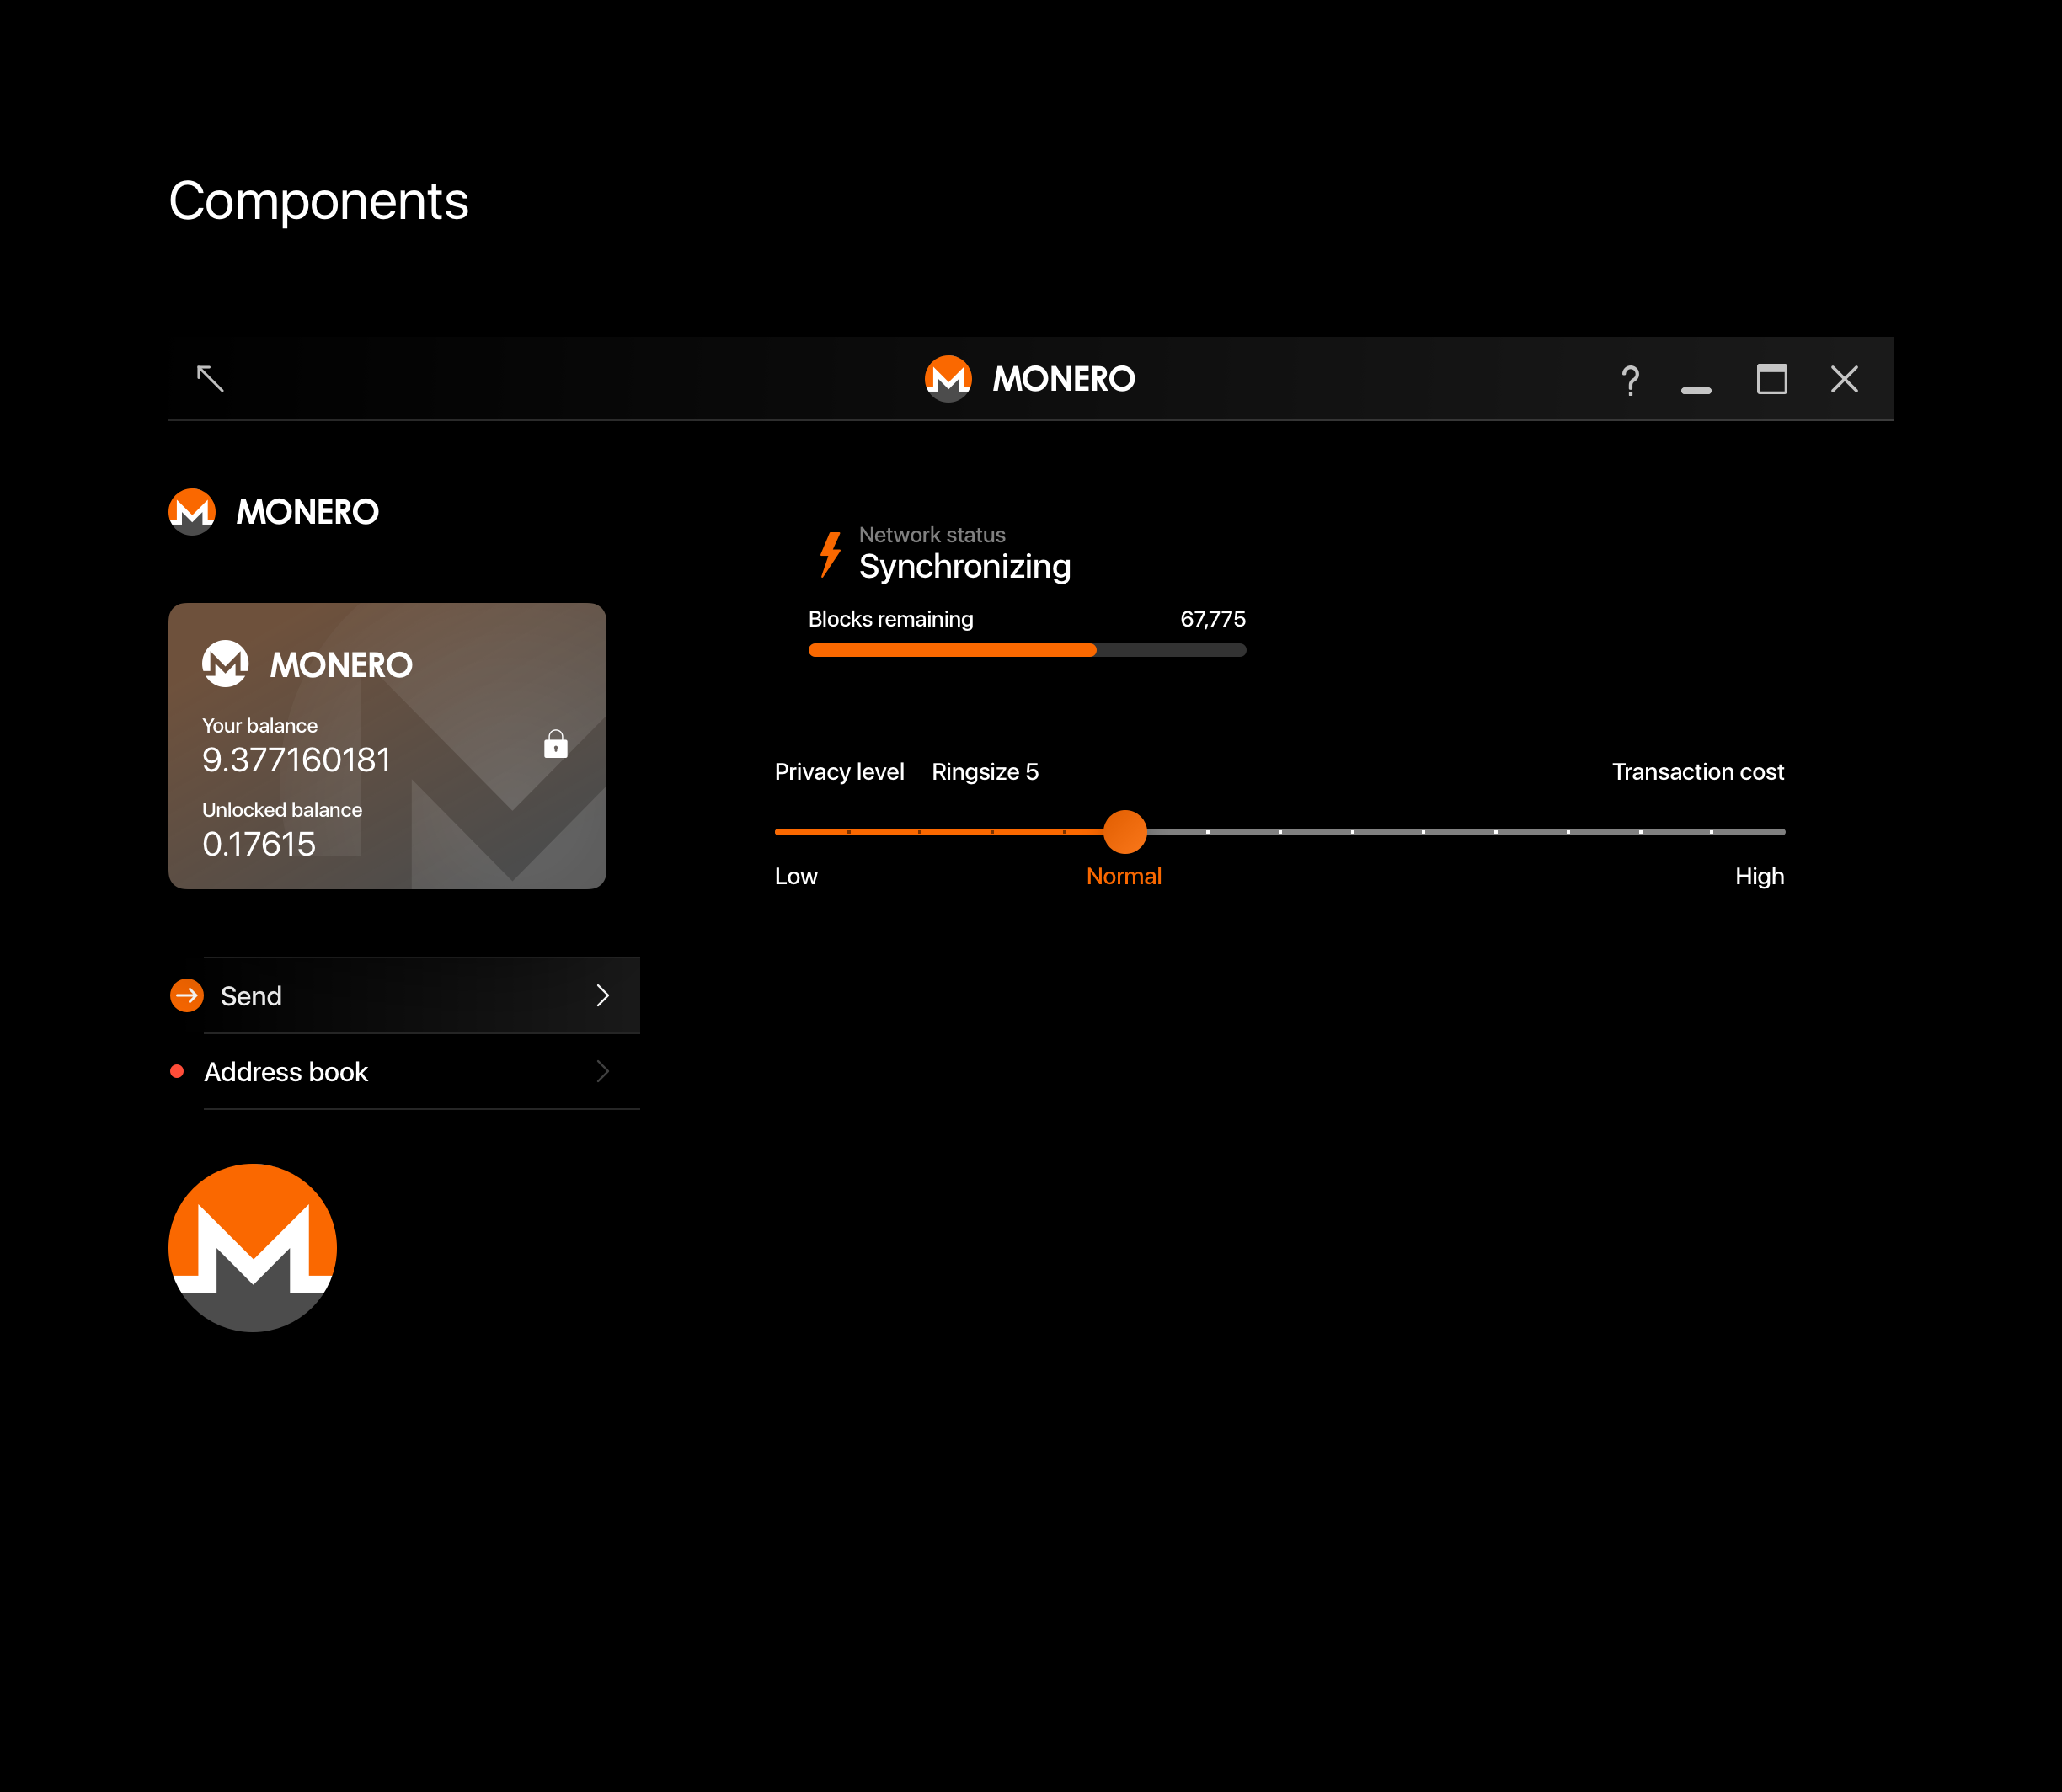 Components
MONERO
MONERO
Network status
Synchronizing
Blocks remaining 67,775
MONERO
Your balance
9.377160181
Unlocked balance
0.17615
Privacy level Ringsize 5 Transaction cost
Low Normal High
Send
Address book